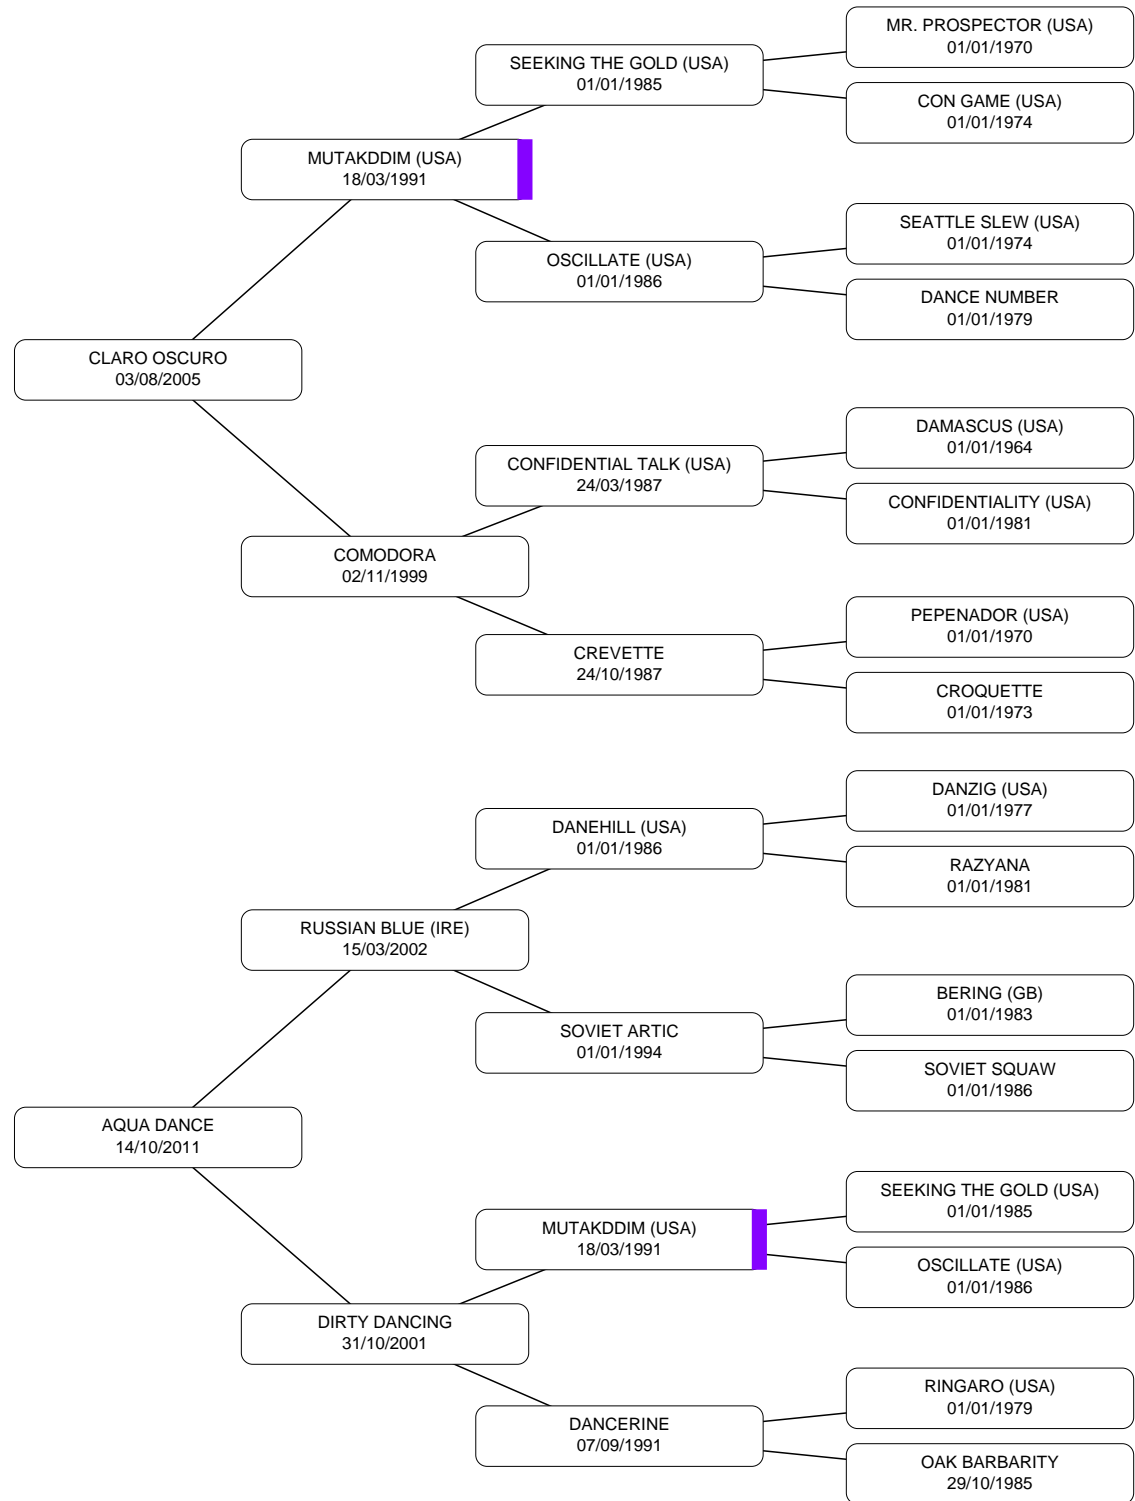 MR. PROSPECTOR (USA)
01/01/1970
SEEKING THE GOLD (USA)
01/01/1985
CON GAME (USA)
01/01/1974
MUTAKDDIM (USA)
18/03/1991
SEATTLE SLEW (USA)
01/01/1974
OSCILLATE (USA)
01/01/1986
DANCE NUMBER
01/01/1979
CLARO OSCURO
03/08/2005
DAMASCUS (USA)
01/01/1964
CONFIDENTIAL TALK (USA)
24/03/1987
CONFIDENTIALITY (USA)
01/01/1981
COMODORA
02/11/1999
PEPENADOR (USA)
01/01/1970
CREVETTE
24/10/1987
CROQUETTE
01/01/1973
DANZIG (USA)
01/01/1977
DANEHILL (USA)
01/01/1986
RAZYANA
01/01/1981
RUSSIAN BLUE (IRE)
15/03/2002
BERING (GB)
01/01/1983
SOVIET ARTIC
01/01/1994
SOVIET SQUAW
01/01/1986
AQUA DANCE
14/10/2011
SEEKING THE GOLD (USA)
01/01/1985
MUTAKDDIM (USA)
18/03/1991
OSCILLATE (USA)
01/01/1986
DIRTY DANCING
31/10/2001
RINGARO (USA)
01/01/1979
DANCERINE
07/09/1991
OAK BARBARITY
29/10/1985